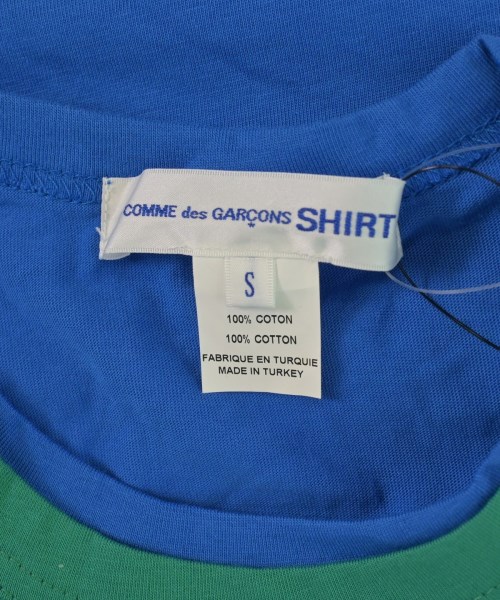 COMME des GARÇONS SHIRT
*
S
100% COTON
100% COTTON
FABRIQUE EN TURQUIE
MADE IN TURKEY